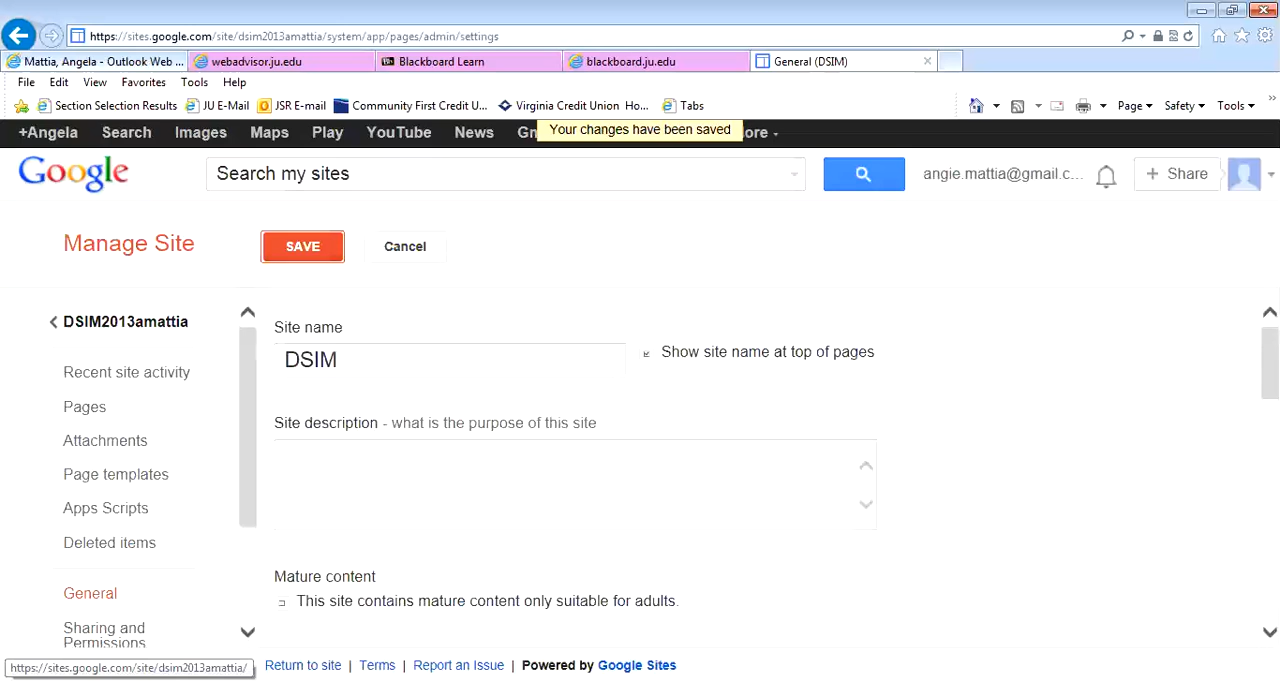 https://sites.google.com/site/dsim2013amattia/system/app/pages/admin/settings
Mattia, Angela - Outlook Web ...
webadvisor.ju.edu
Bb
Blackboard Learn
blackboard.ju.edu
General (DSIM)
File Edit View Favorites Tools Help
Section Selection Results JU E-Mail JSR E-mail Community First Credit U... Virginia Credit Union Ho... Tabs
Page Safety Tools
+Angela Search Images Maps Play YouTube News Gm
Your changes have been saved
ore
Google
Search my sites
angie.mattia@gmail.c...
+ Share
Manage Site
SAVE
Cancel
DSIM2013amattia
Recent site activity
Pages
Attachments
Page templates
Apps Scripts
Deleted items
General
Sharing and
Permissions
Site name
DSIM
Show site name at top of pages
Site description - what is the purpose of this site
Mature content
This site contains mature content only suitable for adults.
https://sites.google.com/site/dsim2013amattia/
Return to site | Terms | Report an Issue | Powered by Google Sites